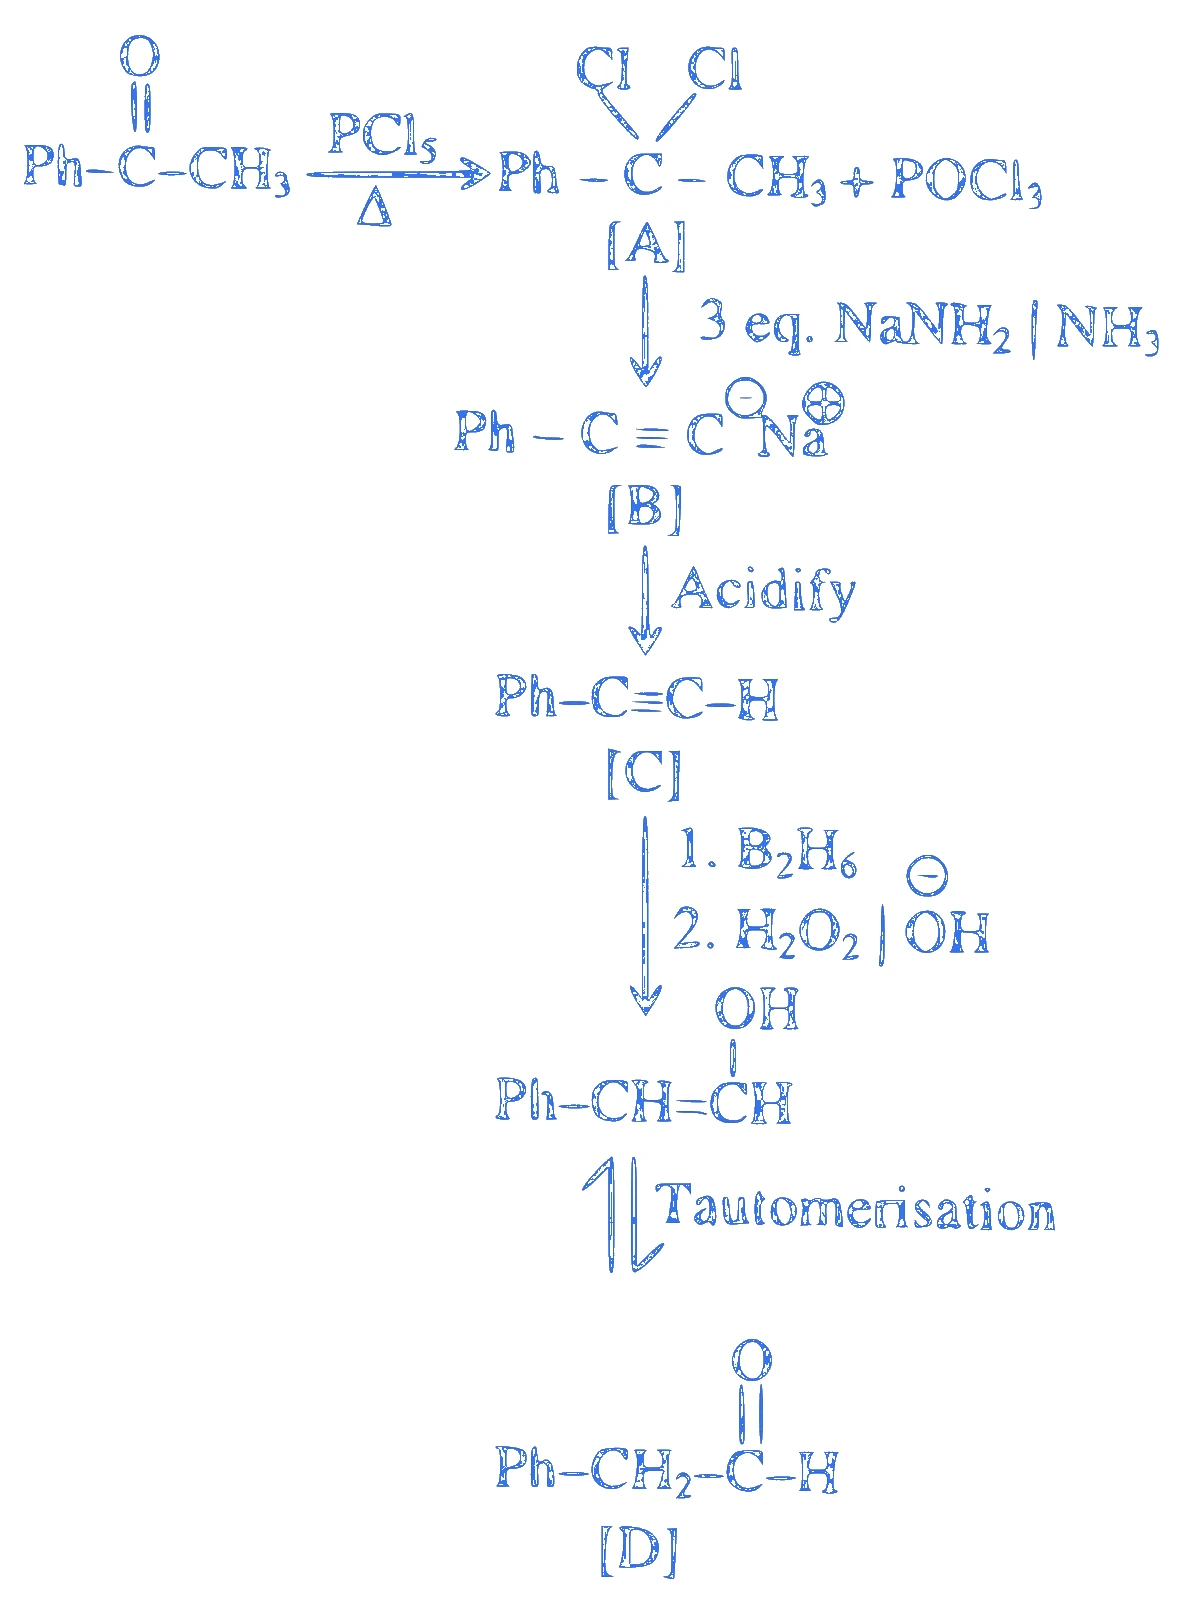 O Cl Cl
Ph–C–CH₃ PCl₅ Ph – C – CH₃ + POCl₃
Δ
[A]
3 eq. NaNH₂ | NH₃
Ph – C ≡ C⊖Na⊕
[B]
Acidify
Ph–C≡C–H
[C]
1. B₂H₆
2. H₂O₂ | OH⊖
OH
Ph–CH=CH
Tautomerisation
O
Ph–CH₂–C–H
[D]